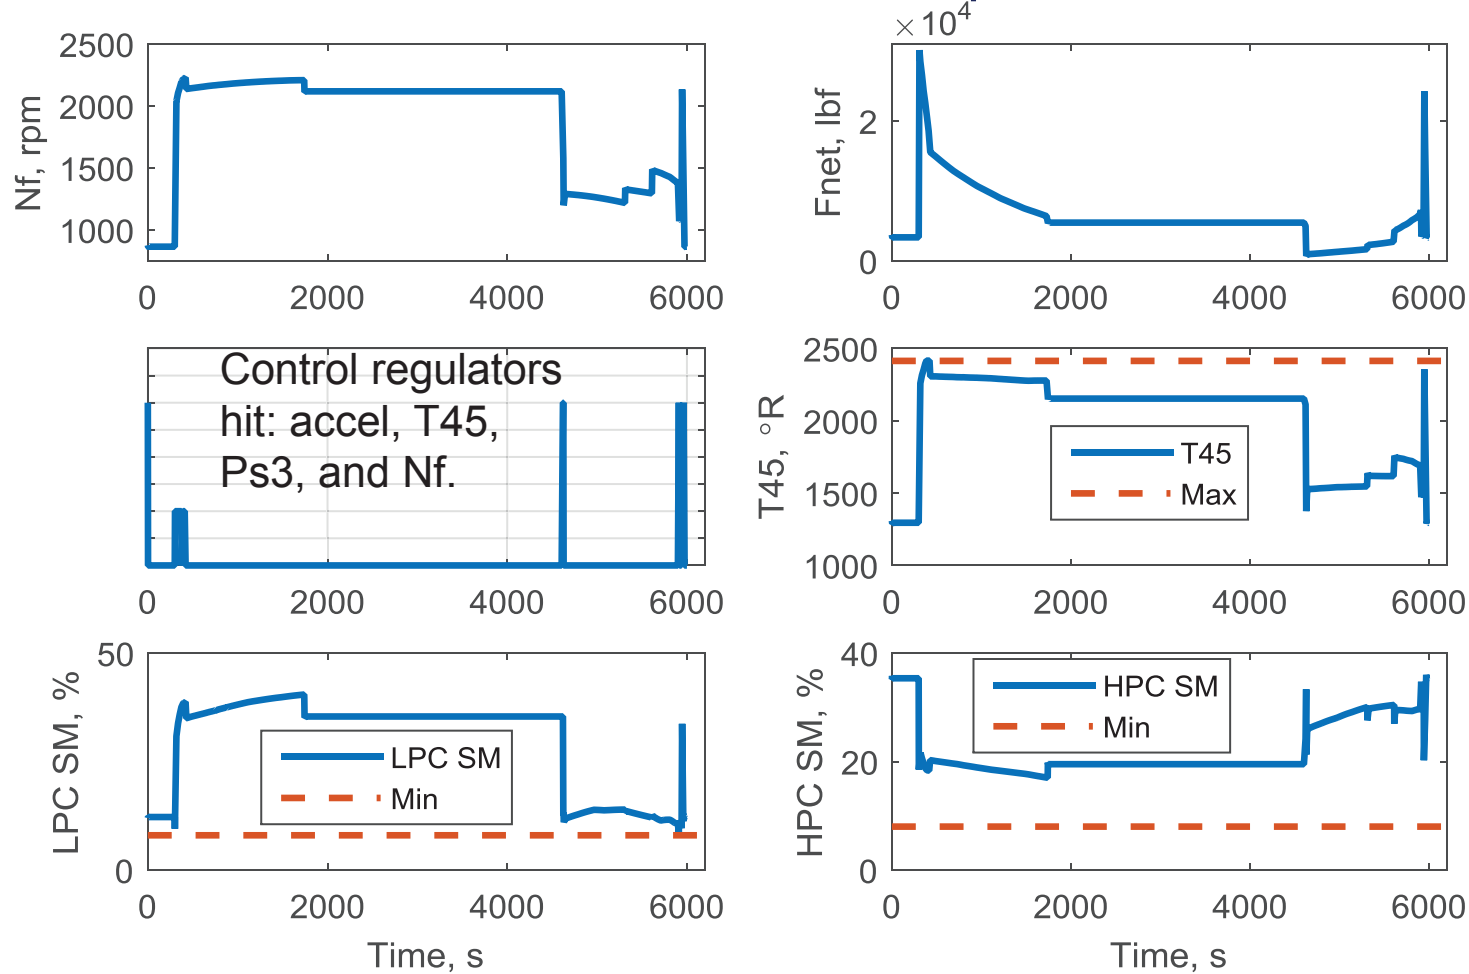 2500
2000
1500
1000
Nf, rpm
0 2000 4000 6000
×10⁴
2
0
Fnet, lbf
0 2000 4000 6000
Control regulators
hit: accel, T45,
Ps3, and Nf.
0 2000 4000 6000
2500
2000
1500
1000
T45, °R
T45
Max
0 2000 4000 6000
50
0
LPC SM, %
LPC SM
Min
0 2000 4000 6000
Time, s
40
20
0
HPC SM, %
HPC SM
Min
0 2000 4000 6000
Time, s